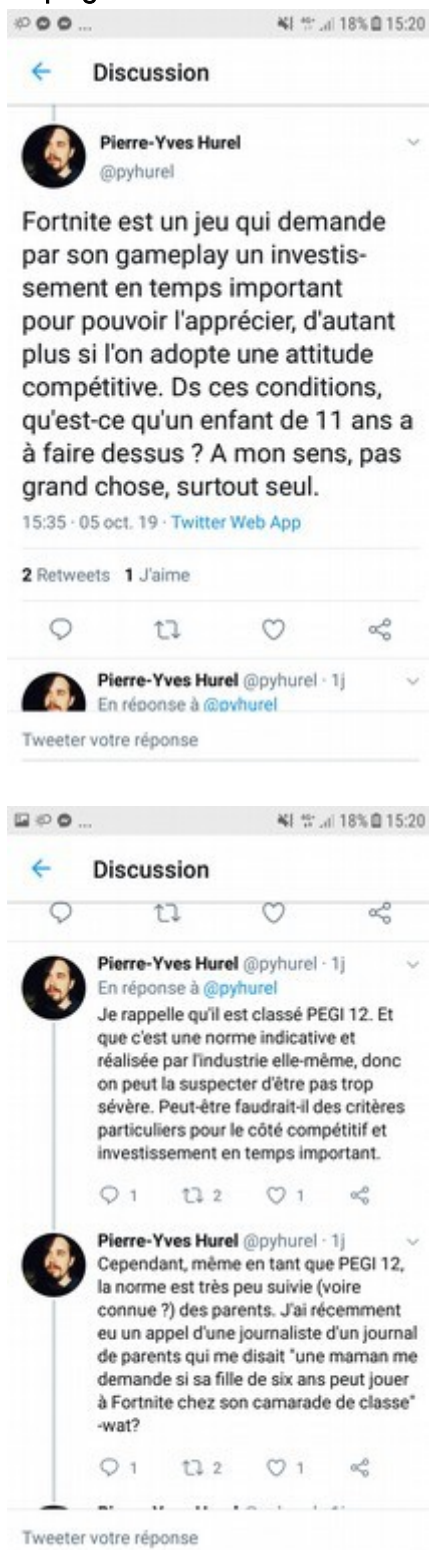 18% 15:20
Discussion
Pierre-Yves Hurel
@pyhurel
Fortnite est un jeu qui demande
par son gameplay un investis-
sement en temps important
pour pouvoir l'apprécier, d'autant
plus si l'on adopte une attitude
compétitive. Ds ces conditions,
qu'est-ce qu'un enfant de 11 ans a
à faire dessus ? A mon sens, pas
grand chose, surtout seul.
15:35 · 05 oct. 19 · Twitter Web App
2 Retweets 1 J'aime
Pierre-Yves Hurel @pyhurel · 1j
En réponse à @pyhurel
Tweeter votre réponse
18% 15:20
Discussion
Pierre-Yves Hurel @pyhurel · 1j
En réponse à @pyhurel
Je rappelle qu'il est classé PEGI 12. Et
que c'est une norme indicative et
réalisée par l'industrie elle-même, donc
on peut la suspecter d'être pas trop
sévère. Peut-être faudrait-il des critères
particuliers pour le côté compétitif et
investissement en temps important.
1 2 1
Pierre-Yves Hurel @pyhurel · 1j
Cependant, même en tant que PEGI 12,
la norme est très peu suivie (voire
connue ?) des parents. J'ai récemment
eu un appel d'une journaliste d'un journal
de parents qui me disait "une maman me
demande si sa fille de six ans peut jouer
à Fortnite chez son camarade de classe"
-wat?
1 2 1
Tweeter votre réponse